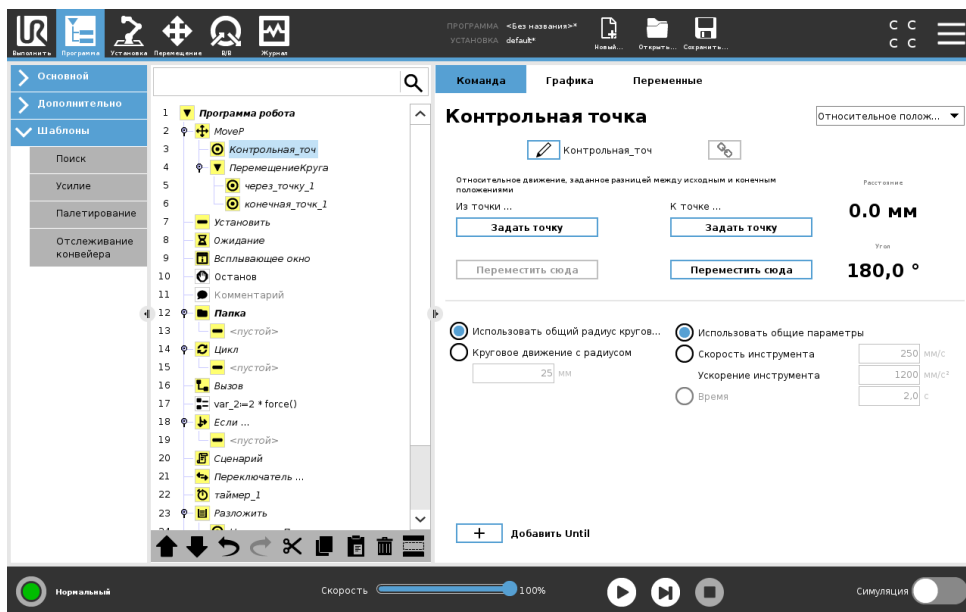 ПРОГРАММА <Без названия>*
УСТАНОВКА default*
Выполнить Программа Установка Перемещение В/В Журнал
Новый... Открыть... Сохранить...
C C
C C
Основной
Дополнительно
Шаблоны
Поиск
Усилие
Палетирование
Отслеживание
конвейера
1 Программа робота
2 MoveP
3 Контрольная_точ
4 ПеремещениеКруга
5 через_точку_1
6 конечная_точк_1
7 Установить
8 Ожидание
9 Всплывающее окно
10 Останов
11 Комментарий
12 Папка
13 <пустой>
14 Цикл
15 <пустой>
16 Вызов
17 var_2≔2 * force()
18 Если ...
19 <пустой>
20 Сценарий
21 Переключатель ...
22 таймер_1
23 Разложить
Команда Графика Переменные
Контрольная точка
Относительное полож...
Контрольная_точ
Относительное движение, заданное разницей между исходным и конечным
положениями
Расстояние
Из точки ... К точке ...
0.0 мм
Задать точку Задать точку
Угол
Переместить сюда Переместить сюда
180,0 °
Использовать общий радиус кругов...
Круговое движение с радиусом
25 мм
Использовать общие параметры
Скорость инструмента 250 мм/с
Ускорение инструмента 1200 мм/с²
Время 2,0 с
Добавить Until
Нормальный
Скорость 100%
Симуляция